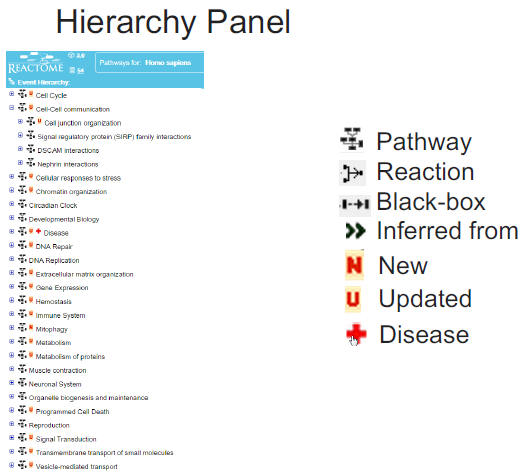 Hierarchy Panel
REACTOME
3.0
54
Pathways for: Homo sapiens
Event Hierarchy:
Cell Cycle
Cell-Cell communication
U Cell junction organization
Signal regulatory protein (SIRP) family interactions
DSCAM interactions
Nephrin interactions
U Cellular responses to stress
U Chromatin organization
Circadian Clock
Developmental Biology
U Disease
U DNA Repair
DNA Replication
U Extracellular matrix organization
U Gene Expression
U Hemostasis
U Immune System
N Mitophagy
U Metabolism
U Metabolism of proteins
Muscle contraction
Neuronal System
Organelle biogenesis and maintenance
U Programmed Cell Death
Reproduction
U Signal Transduction
U Transmembrane transport of small molecules
U Vesicle-mediated transport
Pathway
Reaction
Black-box
Inferred from
N New
U Updated
Disease